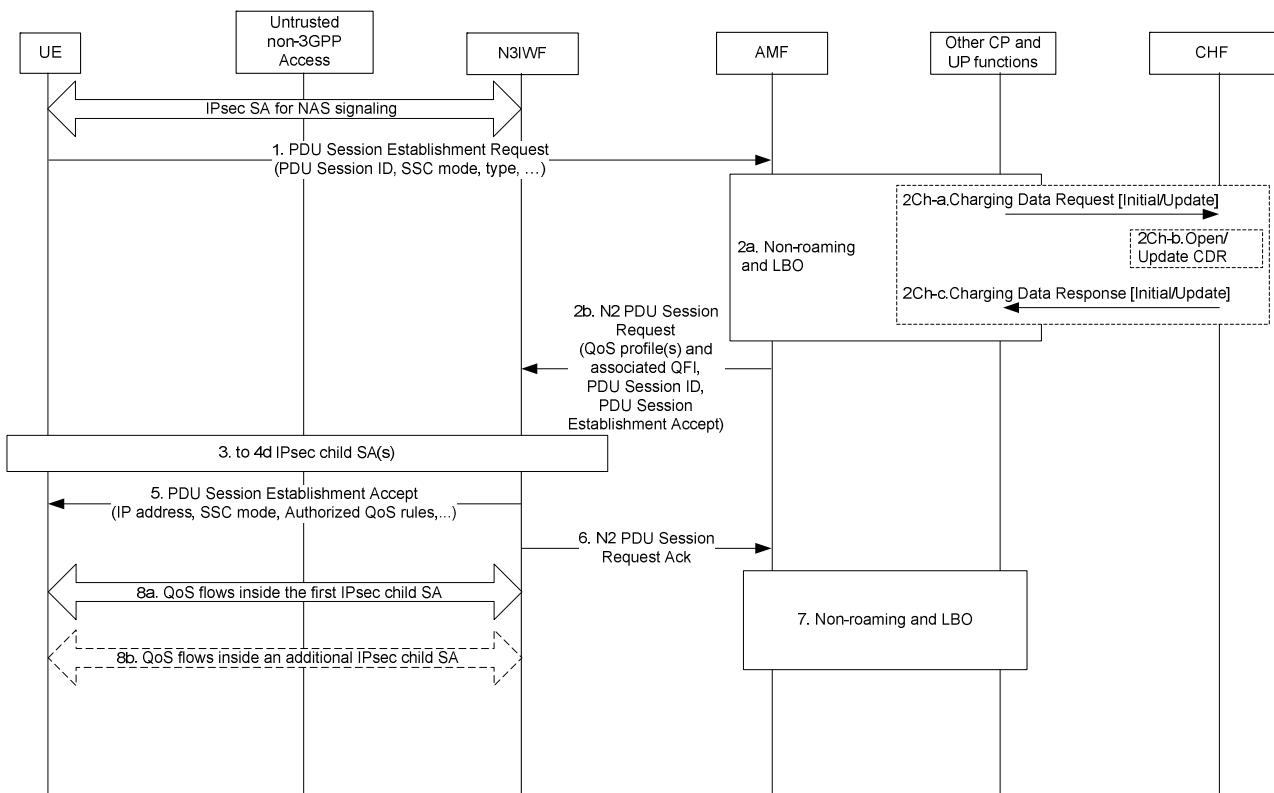 UE
Untrusted
non-3GPP
Access
N3IWF
AMF
Other CP and
UP functions
CHF
IPsec SA for NAS signaling
1. PDU Session Establishment Request
(PDU Session ID, SSC mode, type, …)
2Ch-a.Charging Data Request [Initial/Update]
2Ch-b.Open/
Update CDR
2a. Non-roaming
and LBO
2Ch-c.Charging Data Response [Initial/Update]
2b. N2 PDU Session
Request
(QoS profile(s) and
associated QFI,
PDU Session ID,
PDU Session
Establishment Accept)
3. to 4d IPsec child SA(s)
5. PDU Session Establishment Accept
(IP address, SSC mode, Authorized QoS rules,...)
6. N2 PDU Session
Request Ack
8a. QoS flows inside the first IPsec child SA
7. Non-roaming and LBO
8b. QoS flows inside an additional IPsec child SA